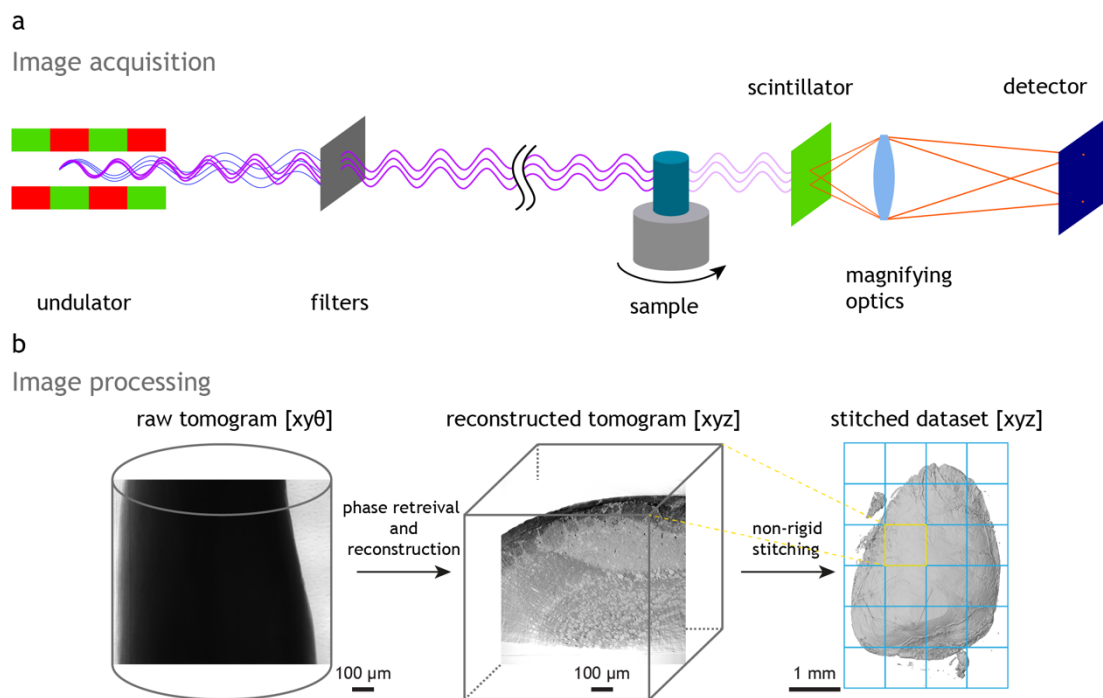 a
Image acquisition
scintillator
detector
undulator
filters
sample
magnifying
optics
b
Image processing
raw tomogram [xyθ]
reconstructed tomogram [xyz]
stitched dataset [xyz]
phase retreival
and
reconstruction
non-rigid
stitching
100 µm
100 µm
1 mm